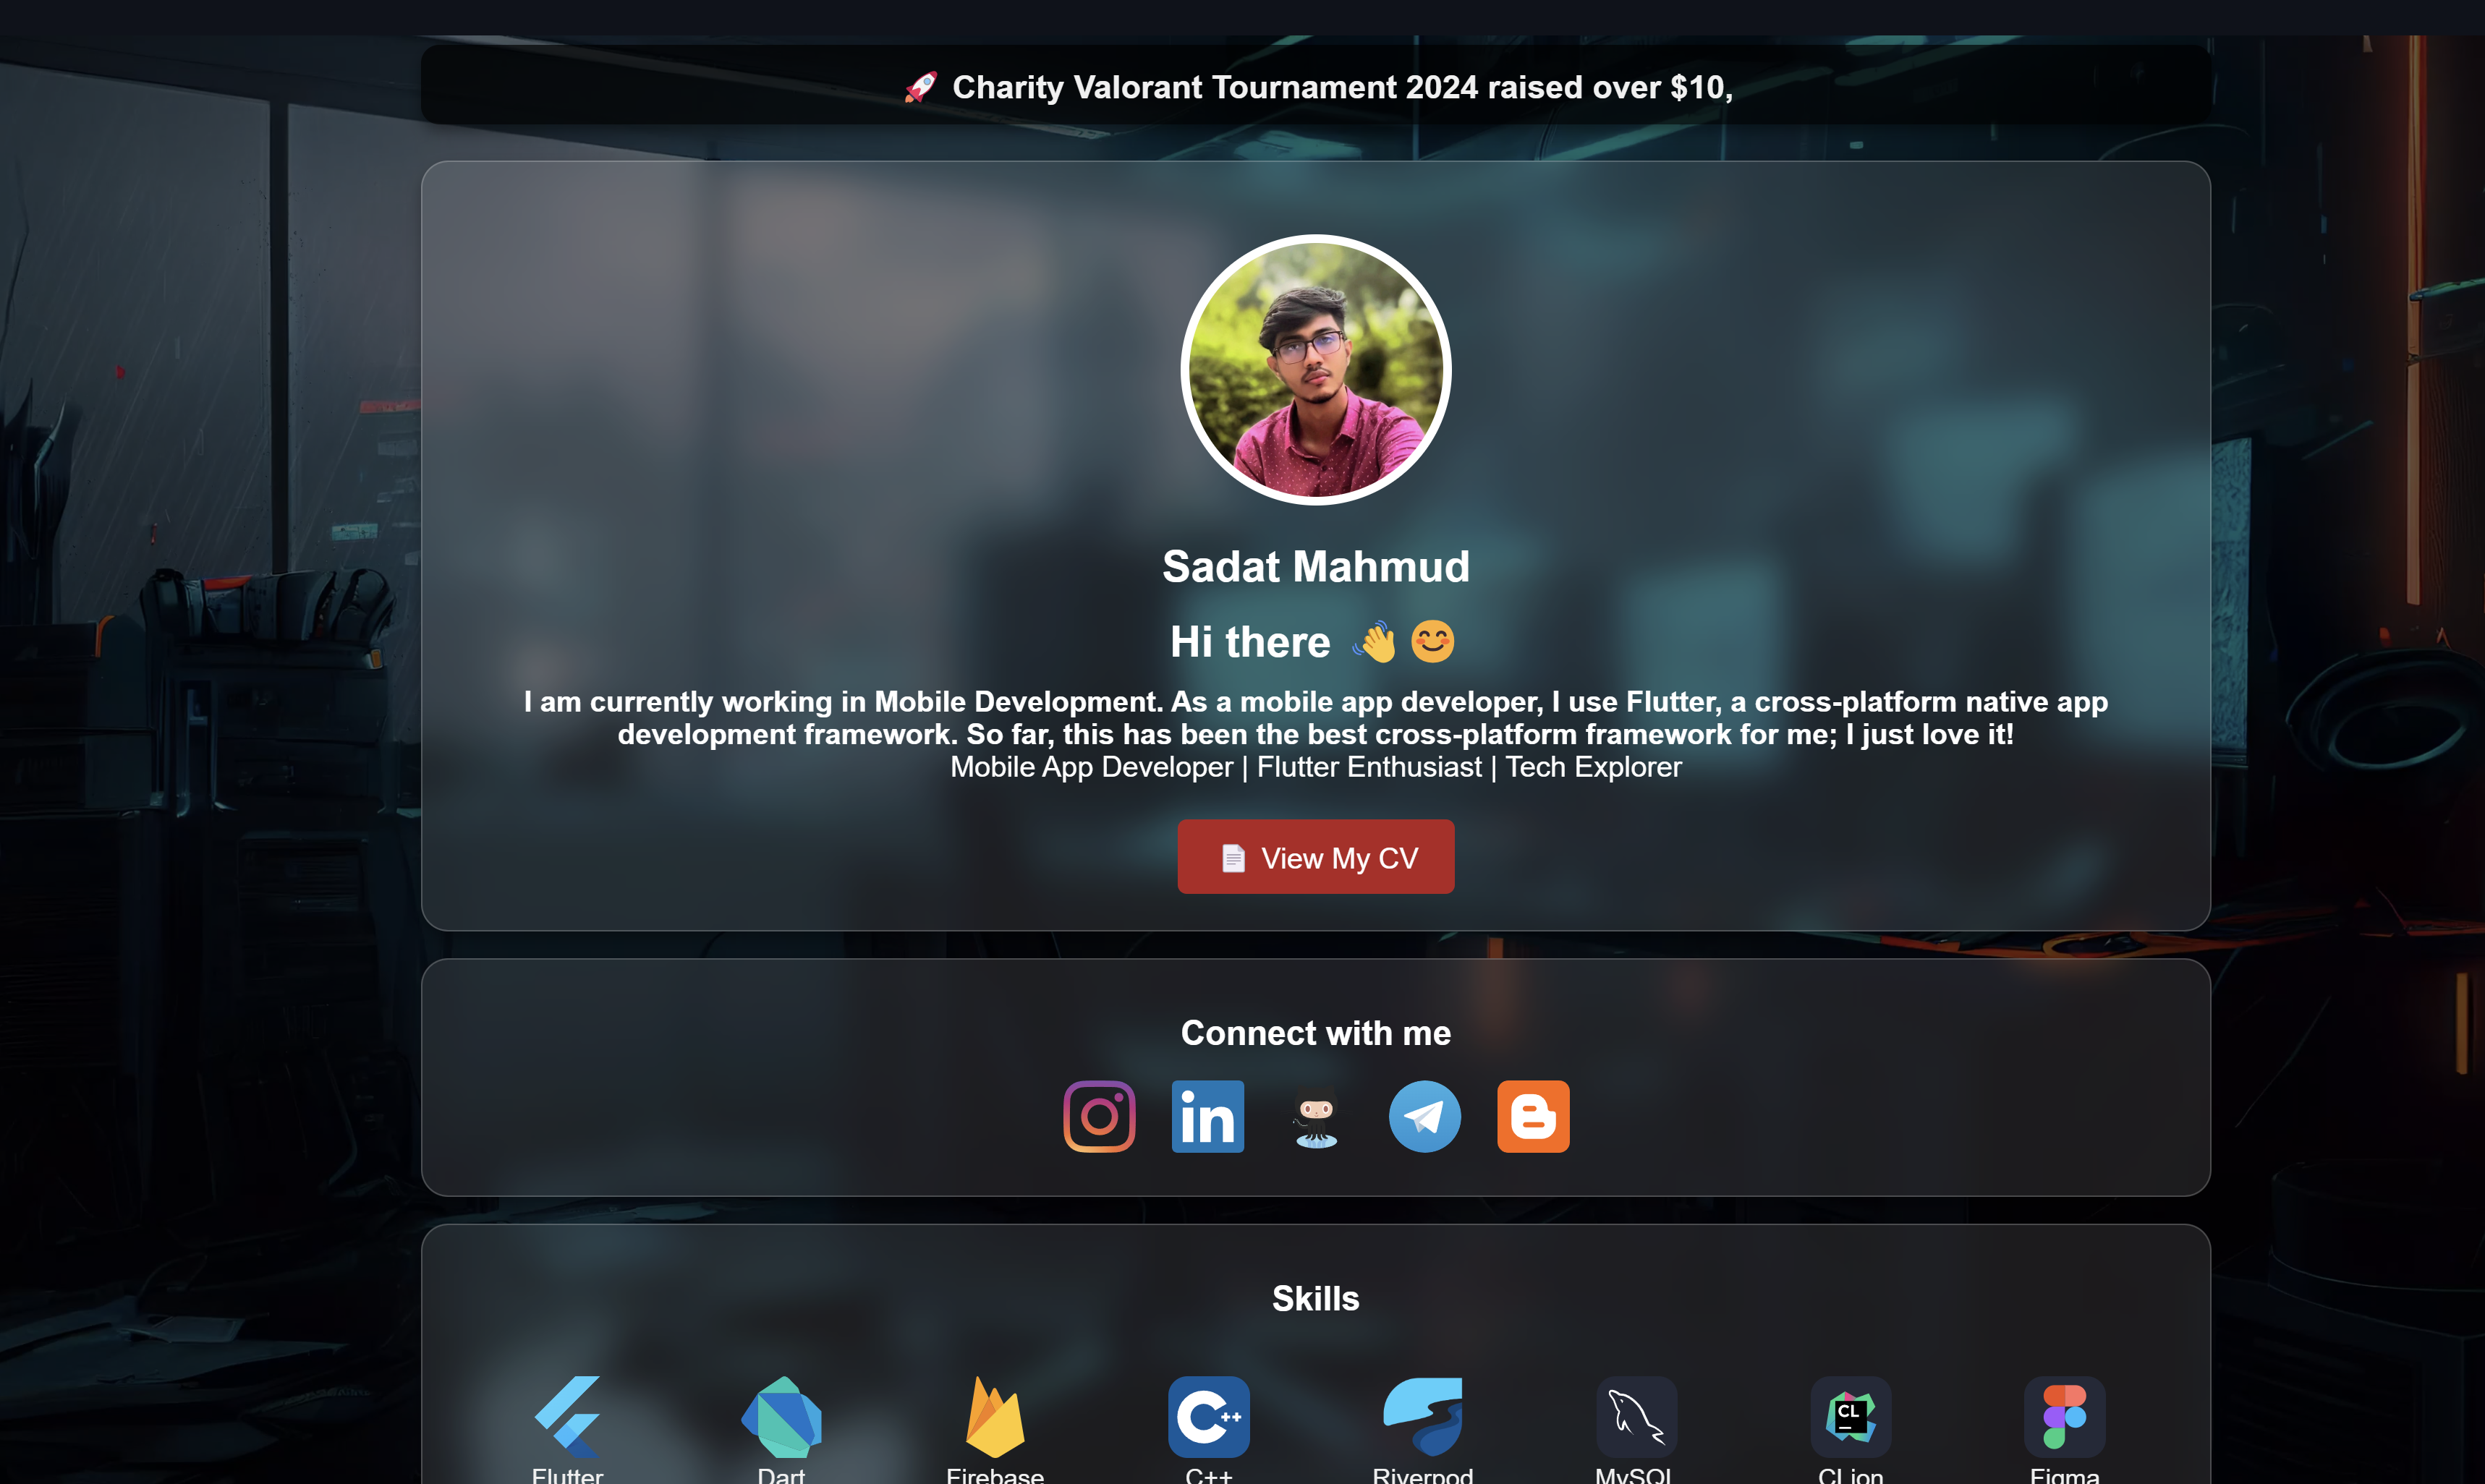 🚀 Charity Valorant Tournament 2024 raised over $10,
Sadat Mahmud
Hi there 👋😊
I am currently working in Mobile Development. As a mobile app developer, I use Flutter, a cross-platform native app
development framework. So far, this has been the best cross-platform framework for me; I just love it!
Mobile App Developer | Flutter Enthusiast | Tech Explorer
📄 View My CV
Connect with me
in
Skills
C++
CL
Flutter Dart Firebase C++ Riverpod MySQL CLion Figma